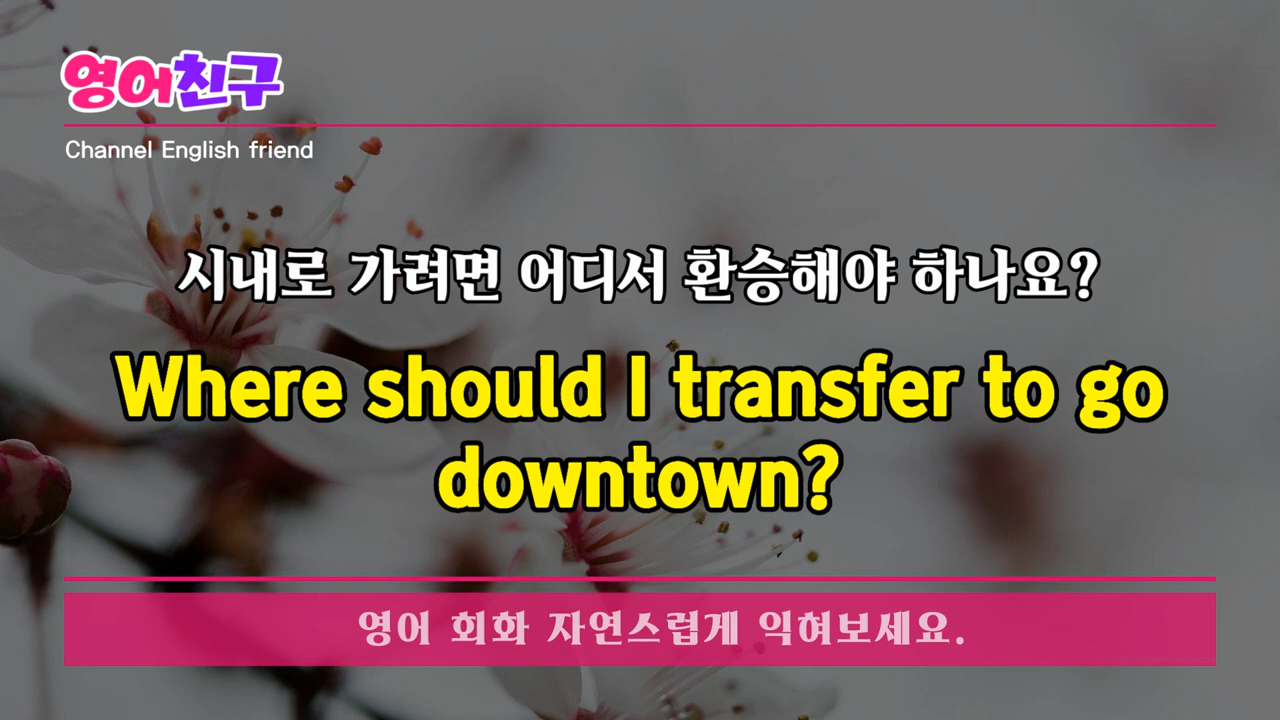 영어친구
Channel English friend
시내로 가려면 어디서 환승해야 하나요?
Where should I transfer to go
downtown?
영어 회화 자연스럽게 익혀보세요.